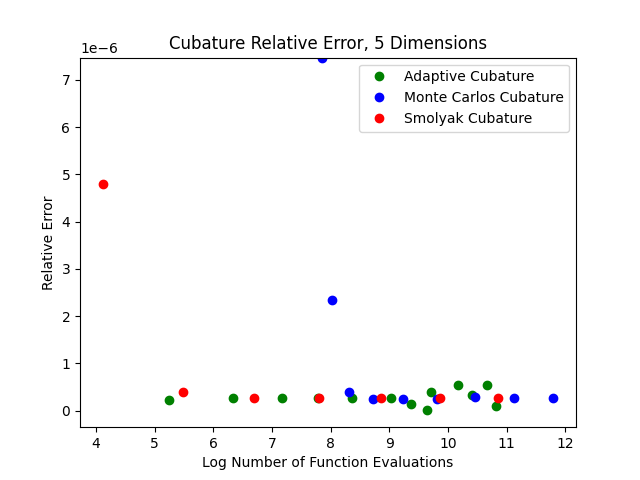 Cubature Relative Error, 5 Dimensions
1e−6
Adaptive Cubature
Monte Carlos Cubature
Smolyak Cubature
7
6
5
4
3
2
1
0
Relative Error
4 5 6 7 8 9 10 11 12
Log Number of Function Evaluations